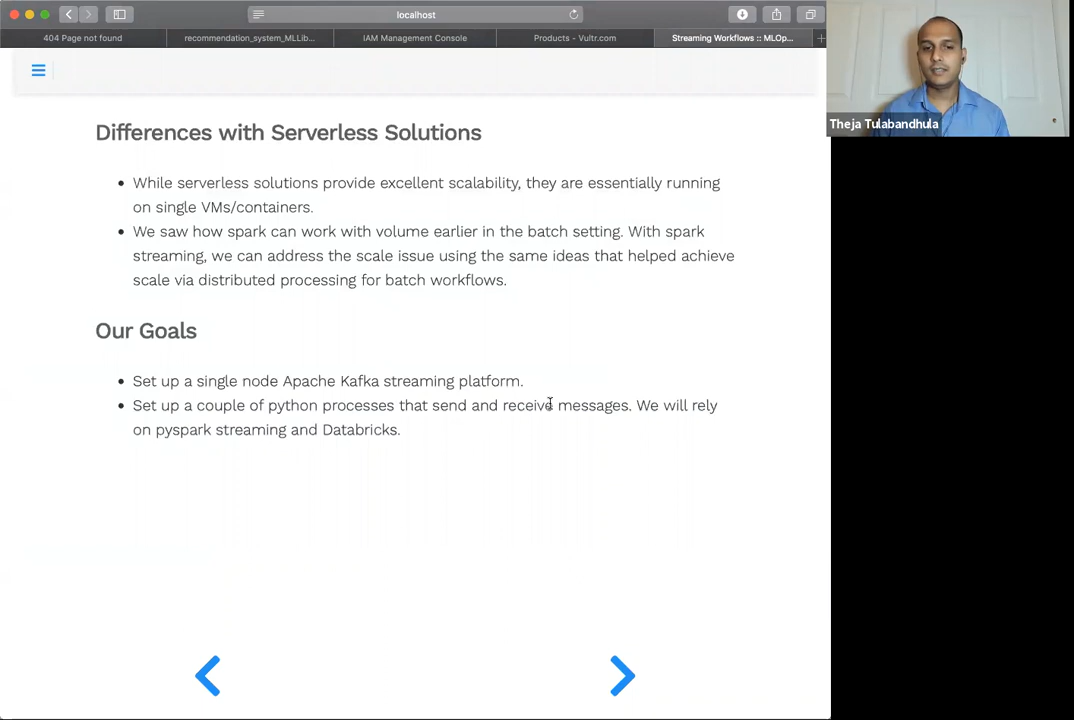 localhost
404 Page not found
recommendation_system_MLLib...
IAM Management Console
Products - Vultr.com
Streaming Workflows :: MLOp...
Theja Tulabandhula
Differences with Serverless Solutions
While serverless solutions provide excellent scalability, they are essentially running
on single VMs/containers.
We saw how spark can work with volume earlier in the batch setting. With spark
streaming, we can address the scale issue using the same ideas that helped achieve
scale via distributed processing for batch workflows.
Our Goals
Set up a single node Apache Kafka streaming platform.
Set up a couple of python processes that send and receive messages. We will rely
on pyspark streaming and Databricks.